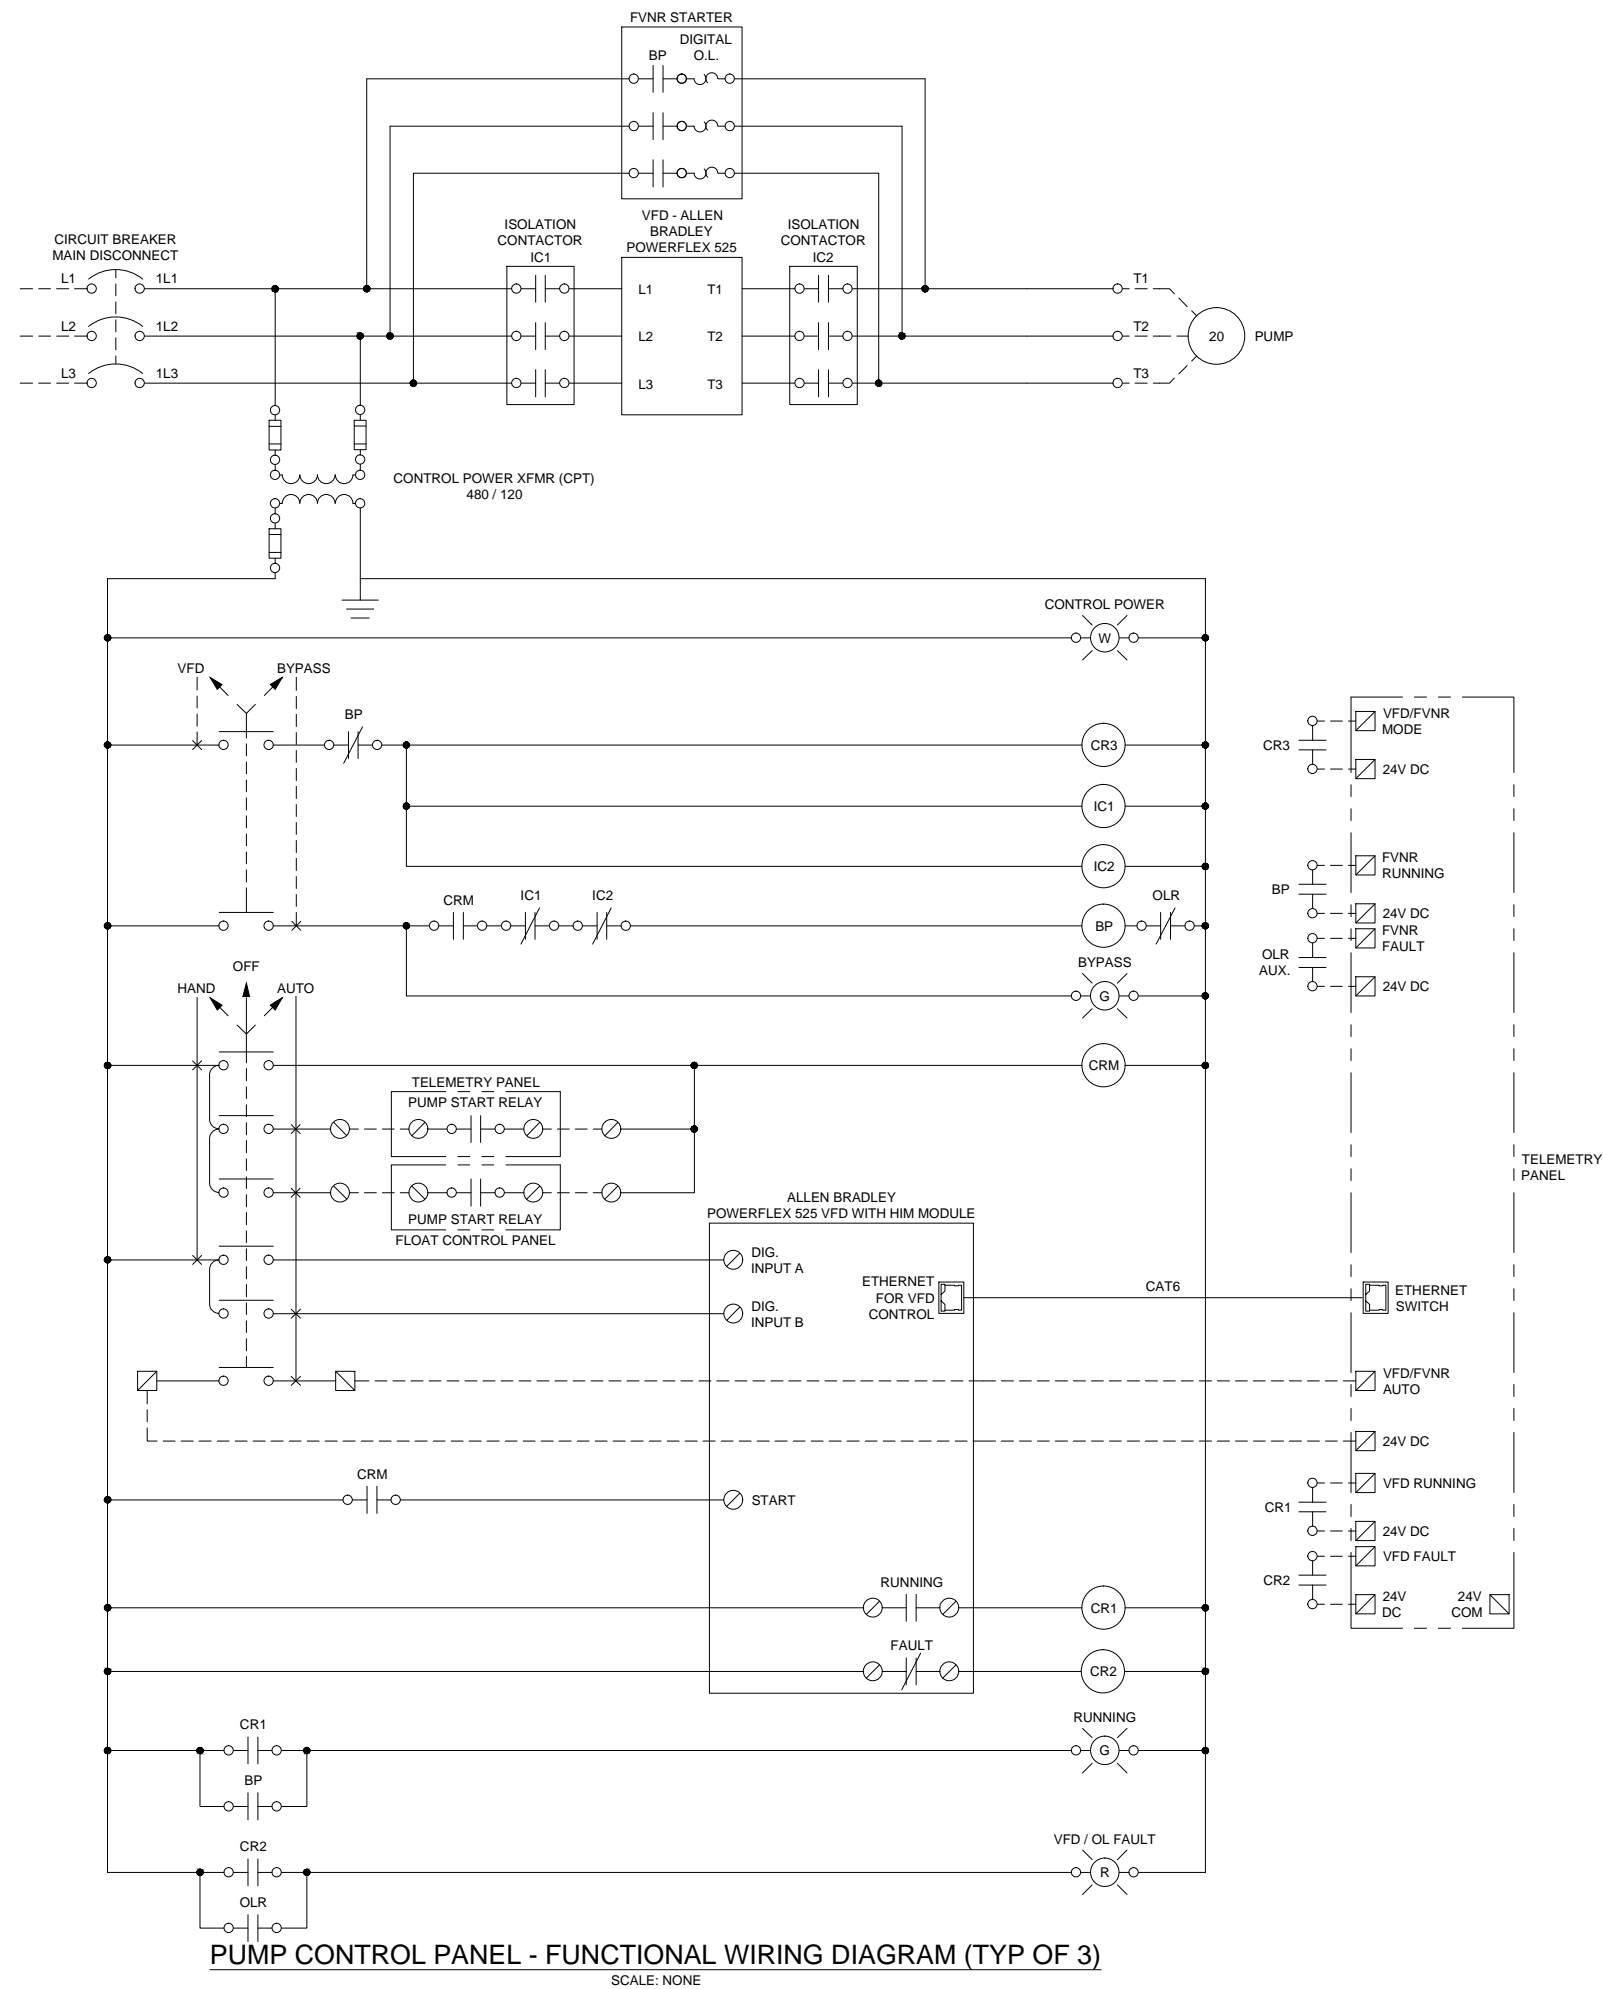 FVNR STARTER
DIGITAL
O.L.
BP
CIRCUIT BREAKER
MAIN DISCONNECT
ISOLATION
CONTACTOR
IC1
VFD - ALLEN
BRADLEY
POWERFLEX 525
ISOLATION
CONTACTOR
IC2
L1
1L1
L1
T1
T1
L2
1L2
L2
T2
T2
20
PUMP
L3
1L3
L3
T3
T3
CONTROL POWER XFMR (CPT)
480 / 120
CONTROL POWER
W
VFD
BYPASS
BP
CR3
IC1
IC2
CRM
IC1
IC2
BP
OLR
BYPASS
G
HAND
OFF
AUTO
CRM
TELEMETRY PANEL
PUMP START RELAY
PUMP START RELAY
FLOAT CONTROL PANEL
ALLEN BRADLEY
POWERFLEX 525 VFD WITH HIM MODULE
DIG.
INPUT A
DIG.
INPUT B
ETHERNET
FOR VFD
CONTROL
CAT6
CRM
START
RUNNING
CR1
FAULT
CR2
CR1
BP
RUNNING
G
CR2
OLR
VFD / OL FAULT
R
CR3
VFD/FVNR
MODE
24V DC
BP
FVNR
RUNNING
24V DC
OLR
AUX.
FVNR
FAULT
24V DC
TELEMETRY
PANEL
ETHERNET
SWITCH
VFD/FVNR
AUTO
24V DC
CR1
VFD RUNNING
24V DC
CR2
VFD FAULT
24V
DC
24V
COM
PUMP CONTROL PANEL - FUNCTIONAL WIRING DIAGRAM (TYP OF 3)
SCALE: NONE